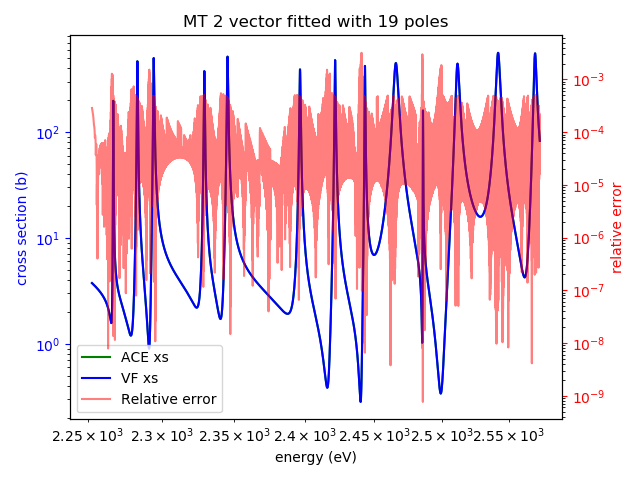 MT 2 vector fitted with 19 poles
cross section (b)
10²
10¹
10⁰
10⁻³
10⁻⁴
10⁻⁵
10⁻⁶
10⁻⁷
10⁻⁸
10⁻⁹
relative error
ACE xs
VF xs
Relative error
2.25 × 10³ 2.3 × 10³ 2.35 × 10³ 2.4 × 10³ 2.45 × 10³ 2.5 × 10³ 2.55 × 10³
energy (eV)